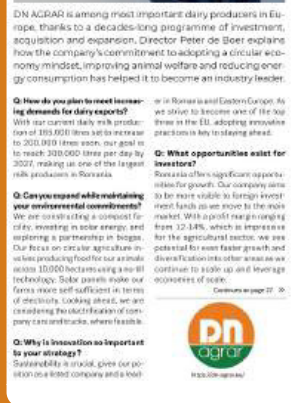 DN AGRAR is among most important dairy producers in Eu-
rope, thanks to a decades-long programme of investment,
acquisition and expansion. Director Peter de Boer explains
how the company's commitment to adopting a circular eco-
nomy mindset, improving animal welfare and reducing ener-
gy consumption has helped it to become an industry leader.
Q: How do you plan to meet increas-
ing demands for dairy exports?
With our current daily milk produc-
tion of 185,000 litres set to increase
to 200,000 litres soon, our goal is
to reach 300,000 litres per day by
2027, making us one of the largest
milk producers in Romania.
Q: Can you expand while maintaining
your environmental commitments?
We are constructing a compost fa-
cility, investing in solar energy, and
exploring a partnership in biogas.
Our focus on circular agriculture in-
volves producing food for our animals
across 10,000 hectares using a no-till
technology. Solar panels make our
farms more self-sufficient in terms
of electricity. Looking ahead, we are
considering the electrification of com-
pany cars and trucks, where feasible.
Q: Why is innovation so important
to your strategy?
Sustainability is crucial, given our po-
sition as a listed company and a lead-
er in Romania and Eastern Europe. As
we strive to become one of the top
three in the EU, adopting innovative
practices is key to staying ahead.
Q: What opportunities exist for
investors?
Romania offers significant opportu-
nities for growth. Our company aims
to be more visible to foreign invest-
ment funds as we move to the main
market. With a profit margin ranging
from 12-14%, which is impressive
for the agricultural sector, we see
potential for even faster growth and
diversification into other areas as we
continue to scale up and leverage
economies of scale.
Continues on page 27 »
DN
agrar
https://dn-agrar.eu/